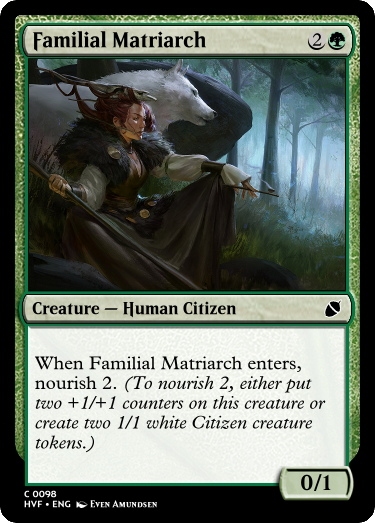 Familial Matriarch 2
Creature — Human Citizen
When Familial Matriarch enters,
nourish 2. (To nourish 2, either put
two +1/+1 counters on this creature or
create two 1/1 white Citizen creature
tokens.)
0/1
C 0098
HVF • ENG Even Amundsen